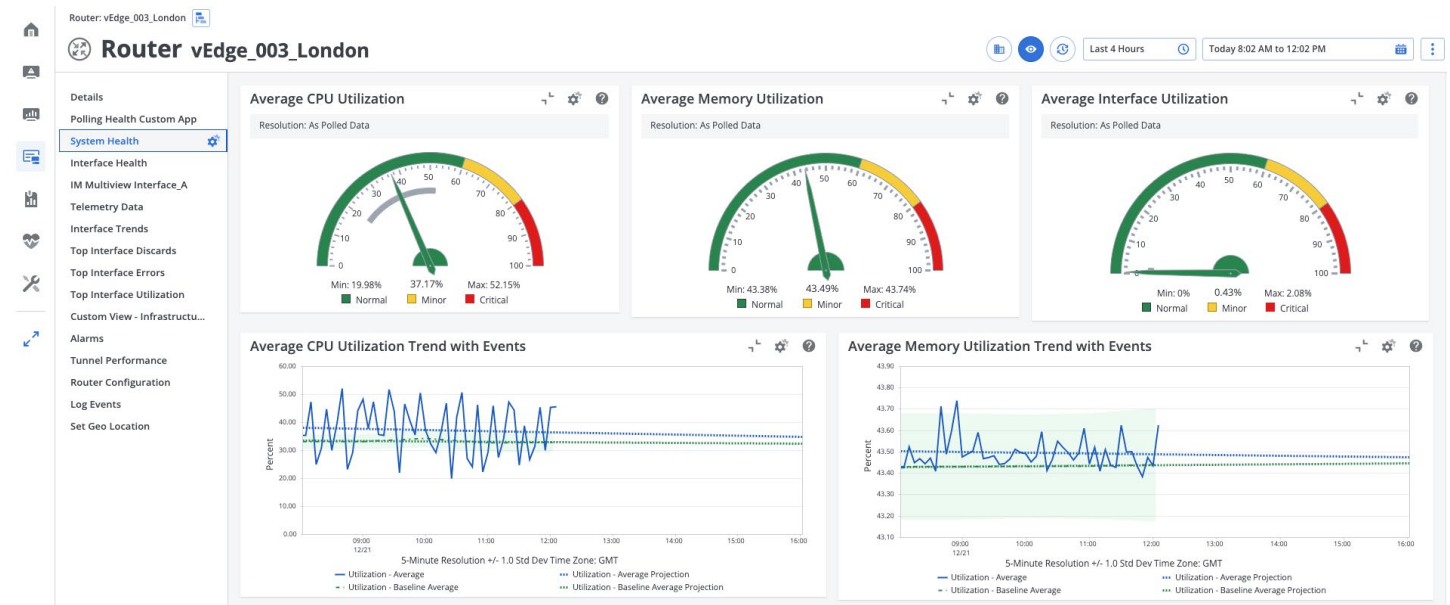 Router: vEdge_003_London
Router vEdge_003_London
Last 4 Hours
Today 8:02 AM to 12:02 PM
Details
Polling Health Custom App
System Health
Interface Health
IM Multiview Interface_A
Telemetry Data
Interface Trends
Top Interface Discards
Top Interface Errors
Top Interface Utilization
Custom View - Infrastructu...
Alarms
Tunnel Performance
Router Configuration
Log Events
Set Geo Location
Average CPU Utilization
Resolution: As Polled Data
0 10 20 30 40 50 60 70 80 90 100
Min: 19.98% 37.17% Max: 52.15%
Normal Minor Critical
Average Memory Utilization
Resolution: As Polled Data
0 10 20 30 40 50 60 70 80 90 100
Min: 43.38% 43.49% Max: 43.74%
Normal Minor Critical
Average Interface Utilization
Resolution: As Polled Data
0 10 20 30 40 50 60 70 80 90 100
Min: 0% 0.43% Max: 2.08%
Normal Minor Critical
Average CPU Utilization Trend with Events
60.00
50.00
40.00
30.00
20.00
10.00
0.00
Percent
09:00 10:00 11:00 12:00 13:00 14:00 15:00 16:00
12/21
5-Minute Resolution +/- 1.0 Std Dev Time Zone: GMT
Utilization - Average Utilization - Average Projection
Utilization - Baseline Average Utilization - Baseline Average Projection
Average Memory Utilization Trend with Events
43.90
43.80
43.70
43.60
43.50
43.40
43.30
43.20
43.10
Percent
09:00 10:00 11:00 12:00 13:00 14:00 15:00 16:00
12/21
5-Minute Resolution +/- 1.0 Std Dev Time Zone: GMT
Utilization - Average Utilization - Average Projection
Utilization - Baseline Average Utilization - Baseline Average Projection